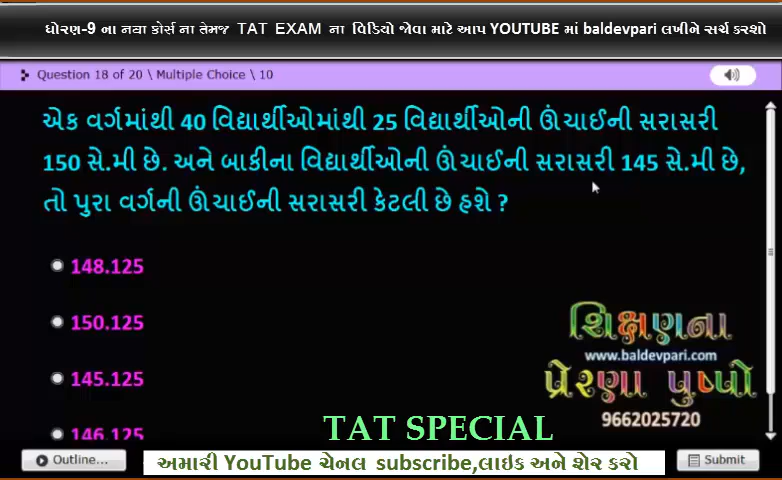 ધોરણ-9 ના નવા કોર્સ ના તેમજ TAT EXAM ના વિડિયો જોવા માટે આપ YOUTUBE માં baldevpari લખીને સર્ચ કરશો
Question 18 of 20 \ Multiple Choice \ 10
એક વર્ગમાંથી 40 વિદ્યાર્થીઓમાંથી 25 વિદ્યાર્થીઓની ઊંચાઈની સરાસરી
150 સે.મી છે. અને બાકીના વિદ્યાર્થીઓની ઊંચાઈની સરાસરી 145 સે.મી છે,
તો પુરા વર્ગની ઊંચાઈની સરાસરી કેટલી છે હશે ?
148.125
150.125
145.125
146.125
શિક્ષણના
www.baldevpari.com
પ્રેરણા પુષ્પો
9662025720
TAT SPECIAL
Outline...
અમારી YouTube ચેનલ subscribe,લાઇક અને શેર કરો
Submit